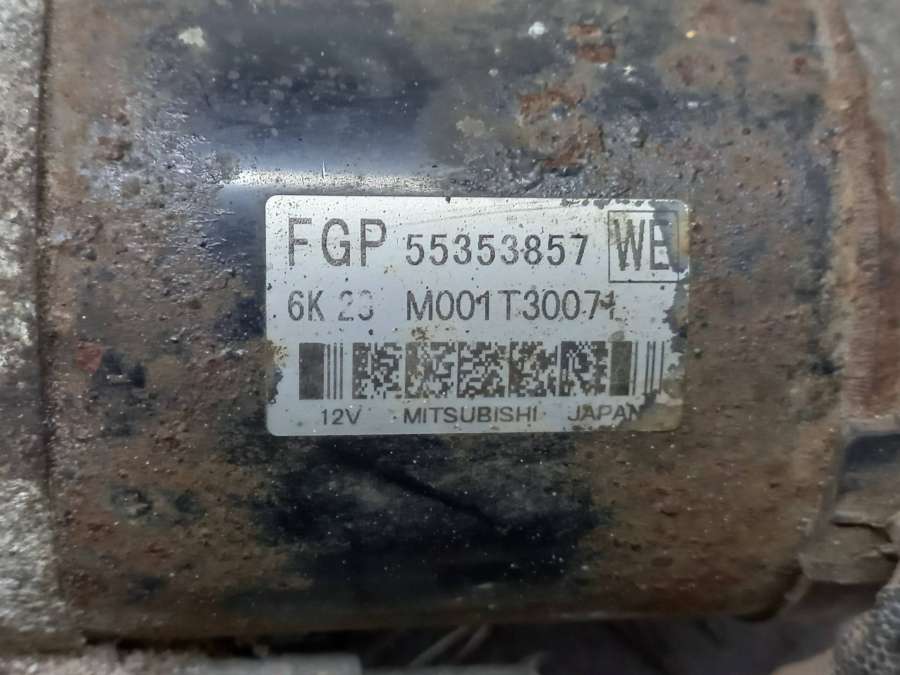 FGP 55353857 WE
6K 23 M001T30071
12V MITSUBISHI JAPAN